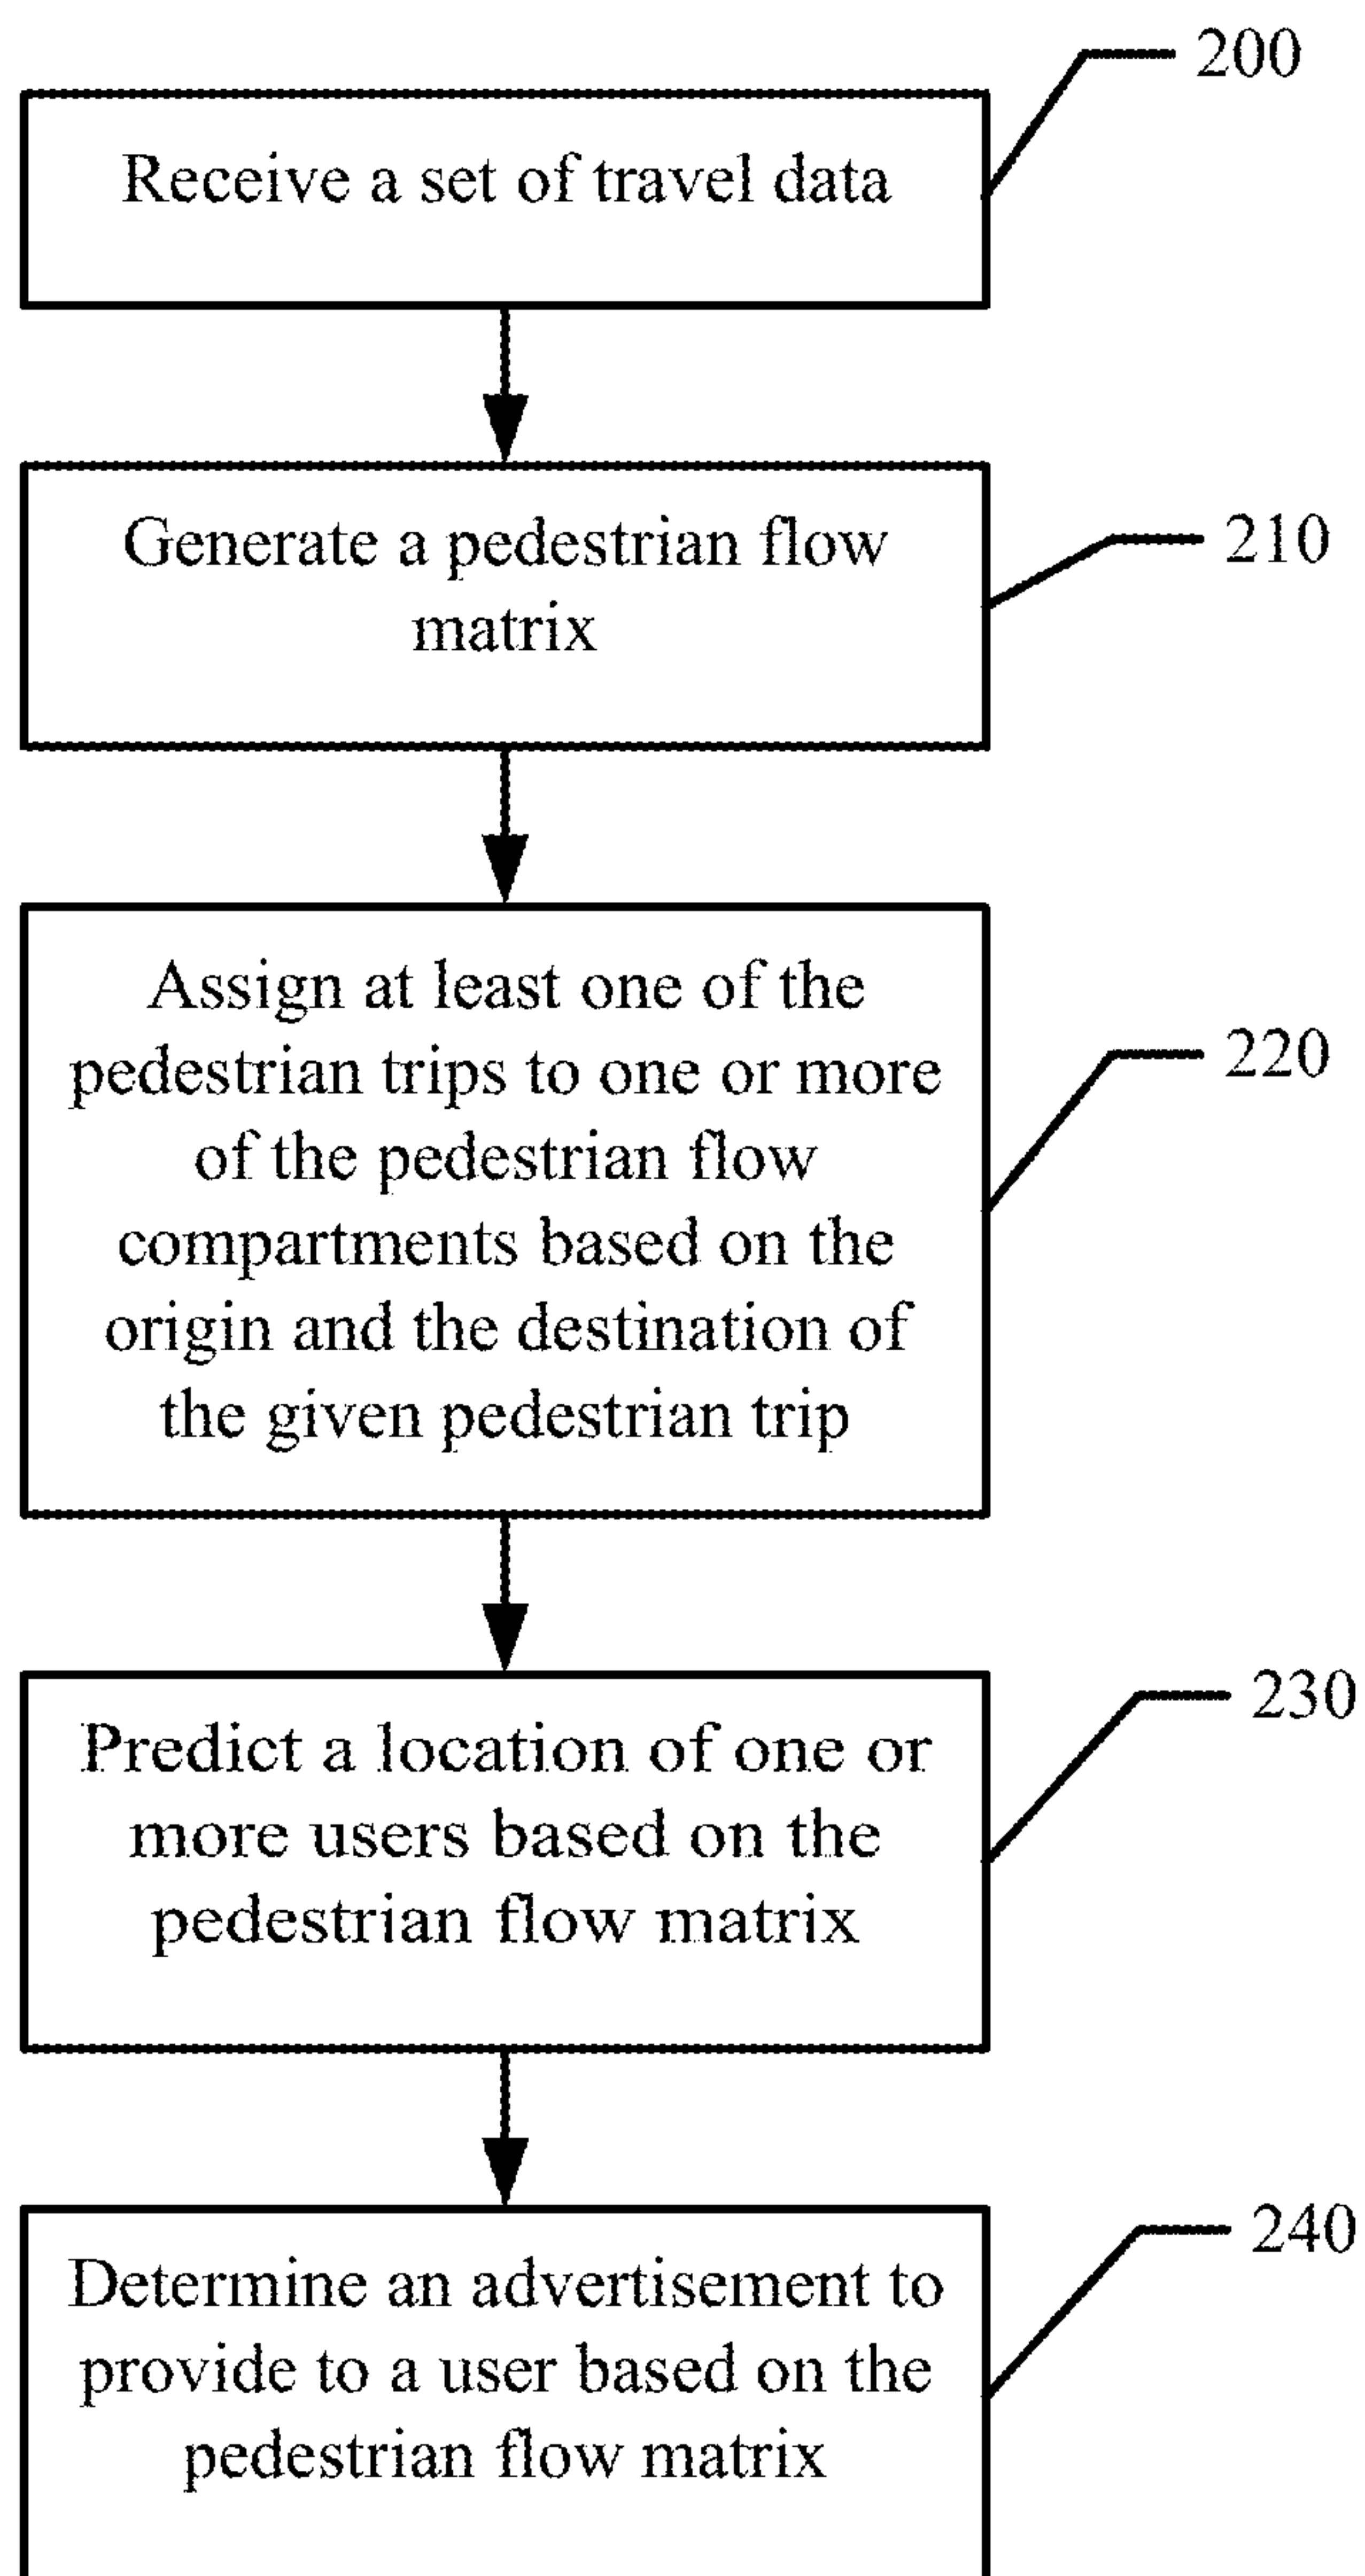 200
Receive a set of travel data
Generate a pedestrian flow
matrix
210
Assign at least one of the
pedestrian trips to one or more
of the pedestrian flow
compartments based on the
origin and the destination of
the given pedestrian trip
220
Predict a location of one or
more users based on the
pedestrian flow matrix
230
Determine an advertisement to
provide to a user based on the
pedestrian flow matrix
240